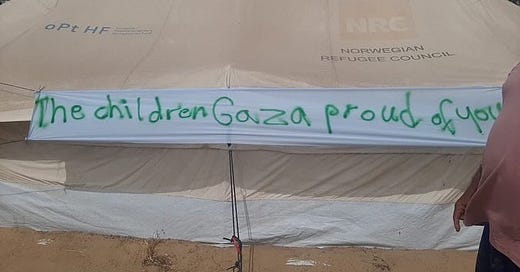 oPt HF
NRC
NORWEGIAN
REFUGEE COUNCIL
The children Gaza proud of you